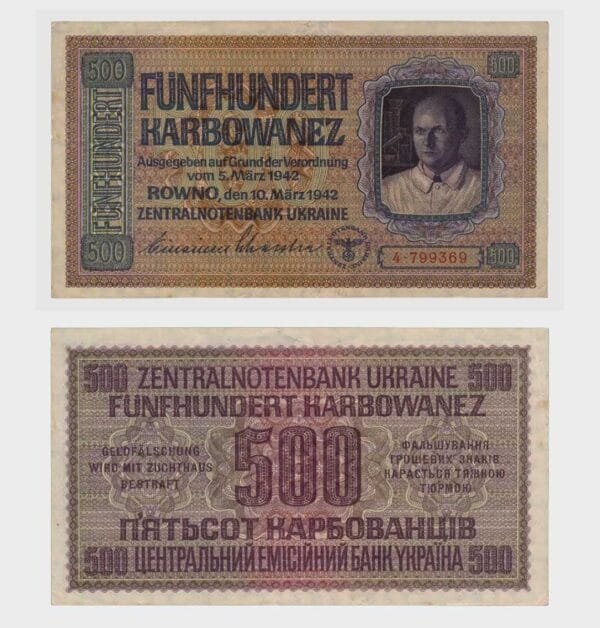 500
500
FÜNFHUNDERT
FÜNFHUNDERT
KARBOWANEZ
Ausgegeben auf Grund der Verordnung
vom 5. März 1942
ROWNO, den 10. März 1942
ZENTRALNOTENBANK UKRAINE
500
4·799369
500
500 ZENTRALNOTENBANK UKRAINE 500
FÜNFHUNDERT KARBOWANEZ
GELDFÄLSCHUNG
WIRD MIT ZUCHTHAUS
BESTRAFT
500
ФАЛЬШУВАННЯ
ГРОШЕВИХ ЗНАКІВ
КАРАЄТЬСЯ ТЯЖКОЮ
ТЮРМОЮ
П'ЯТЬСОТ КАРБОВАНЦІВ
500 ЦЕНТРАЛЬНИЙ ЕМІСІЙНИЙ БАНК УКРАЇНА 500